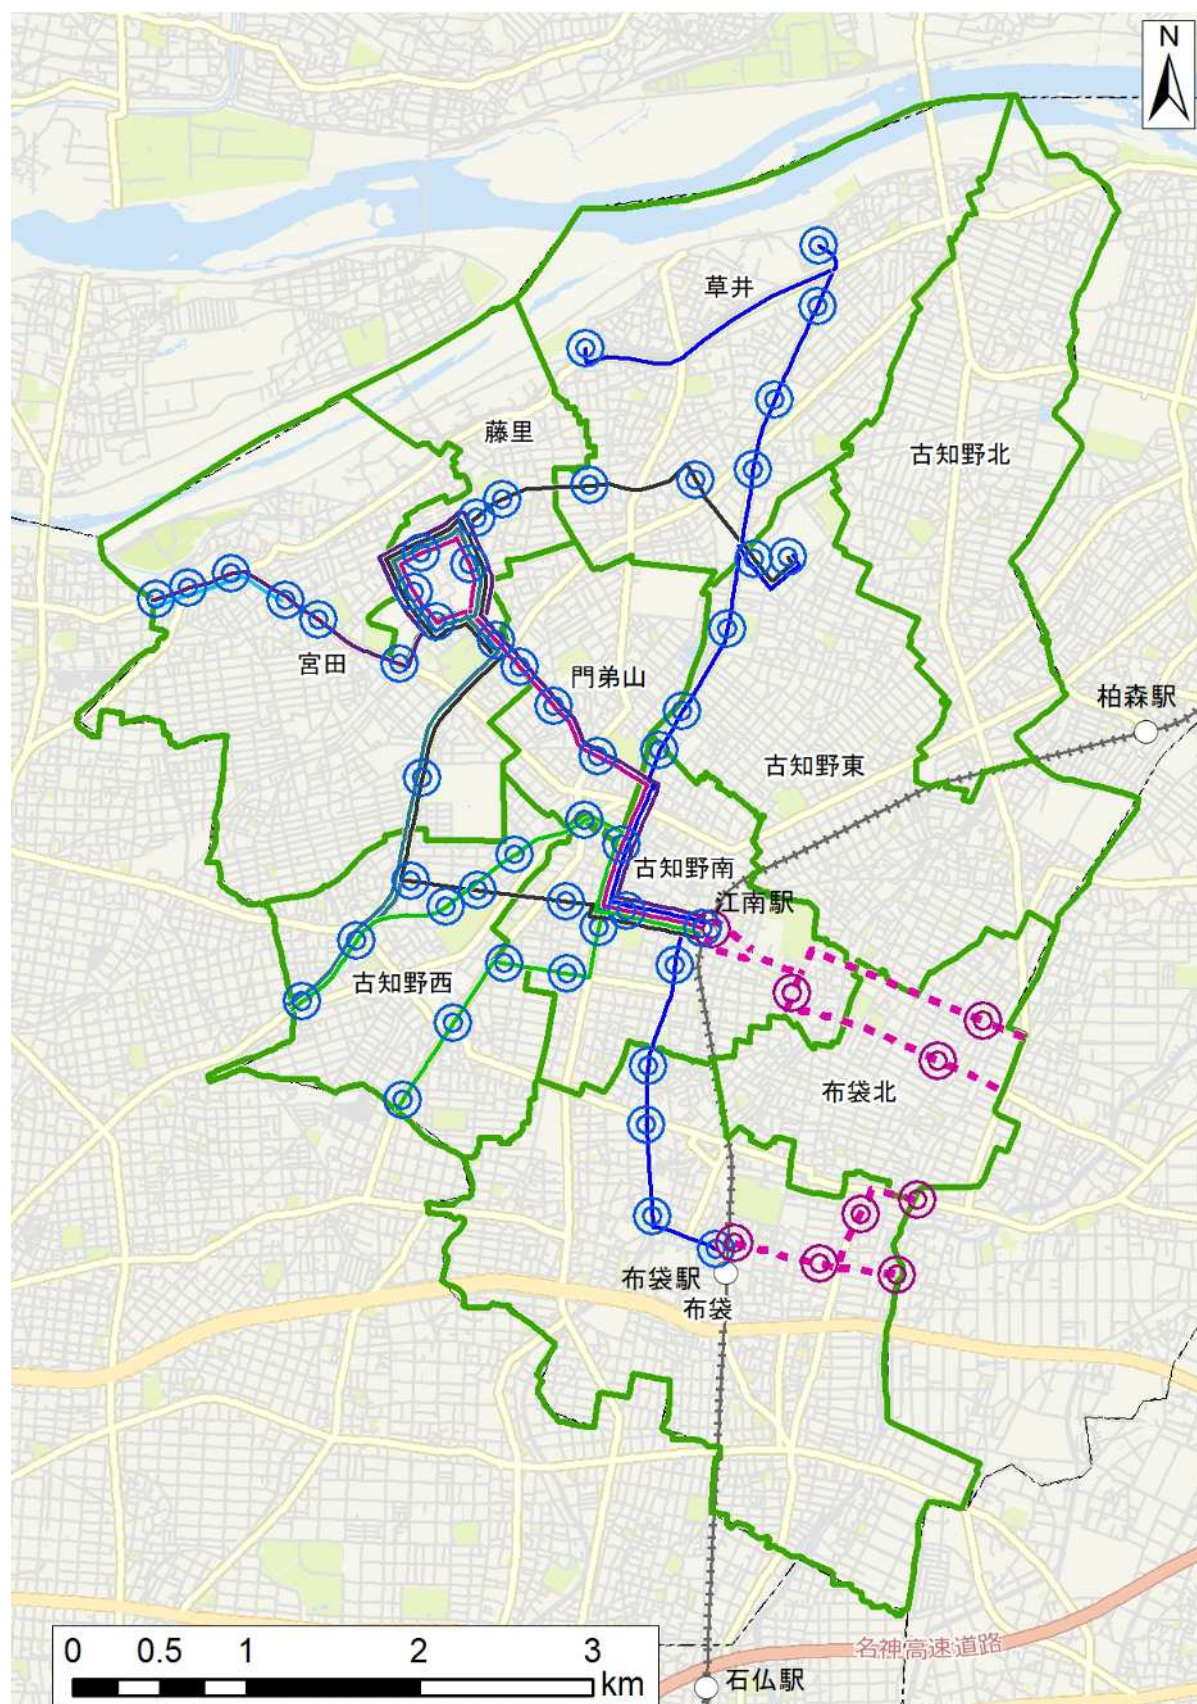 N
草井
藤里
古知野北
宮田
門弟山
柏森駅
古知野東
古知野南
江南駅
古知野西
布袋北
布袋駅
布袋
名神高速道路
石仏駅
0 0.5 1 2 3
km